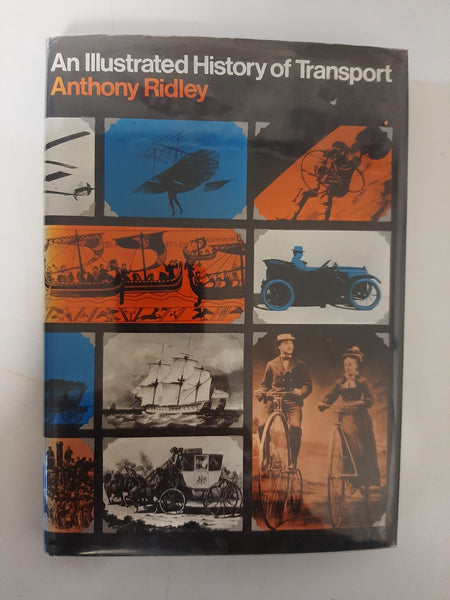 An Illustrated History of Transport
Anthony Ridley